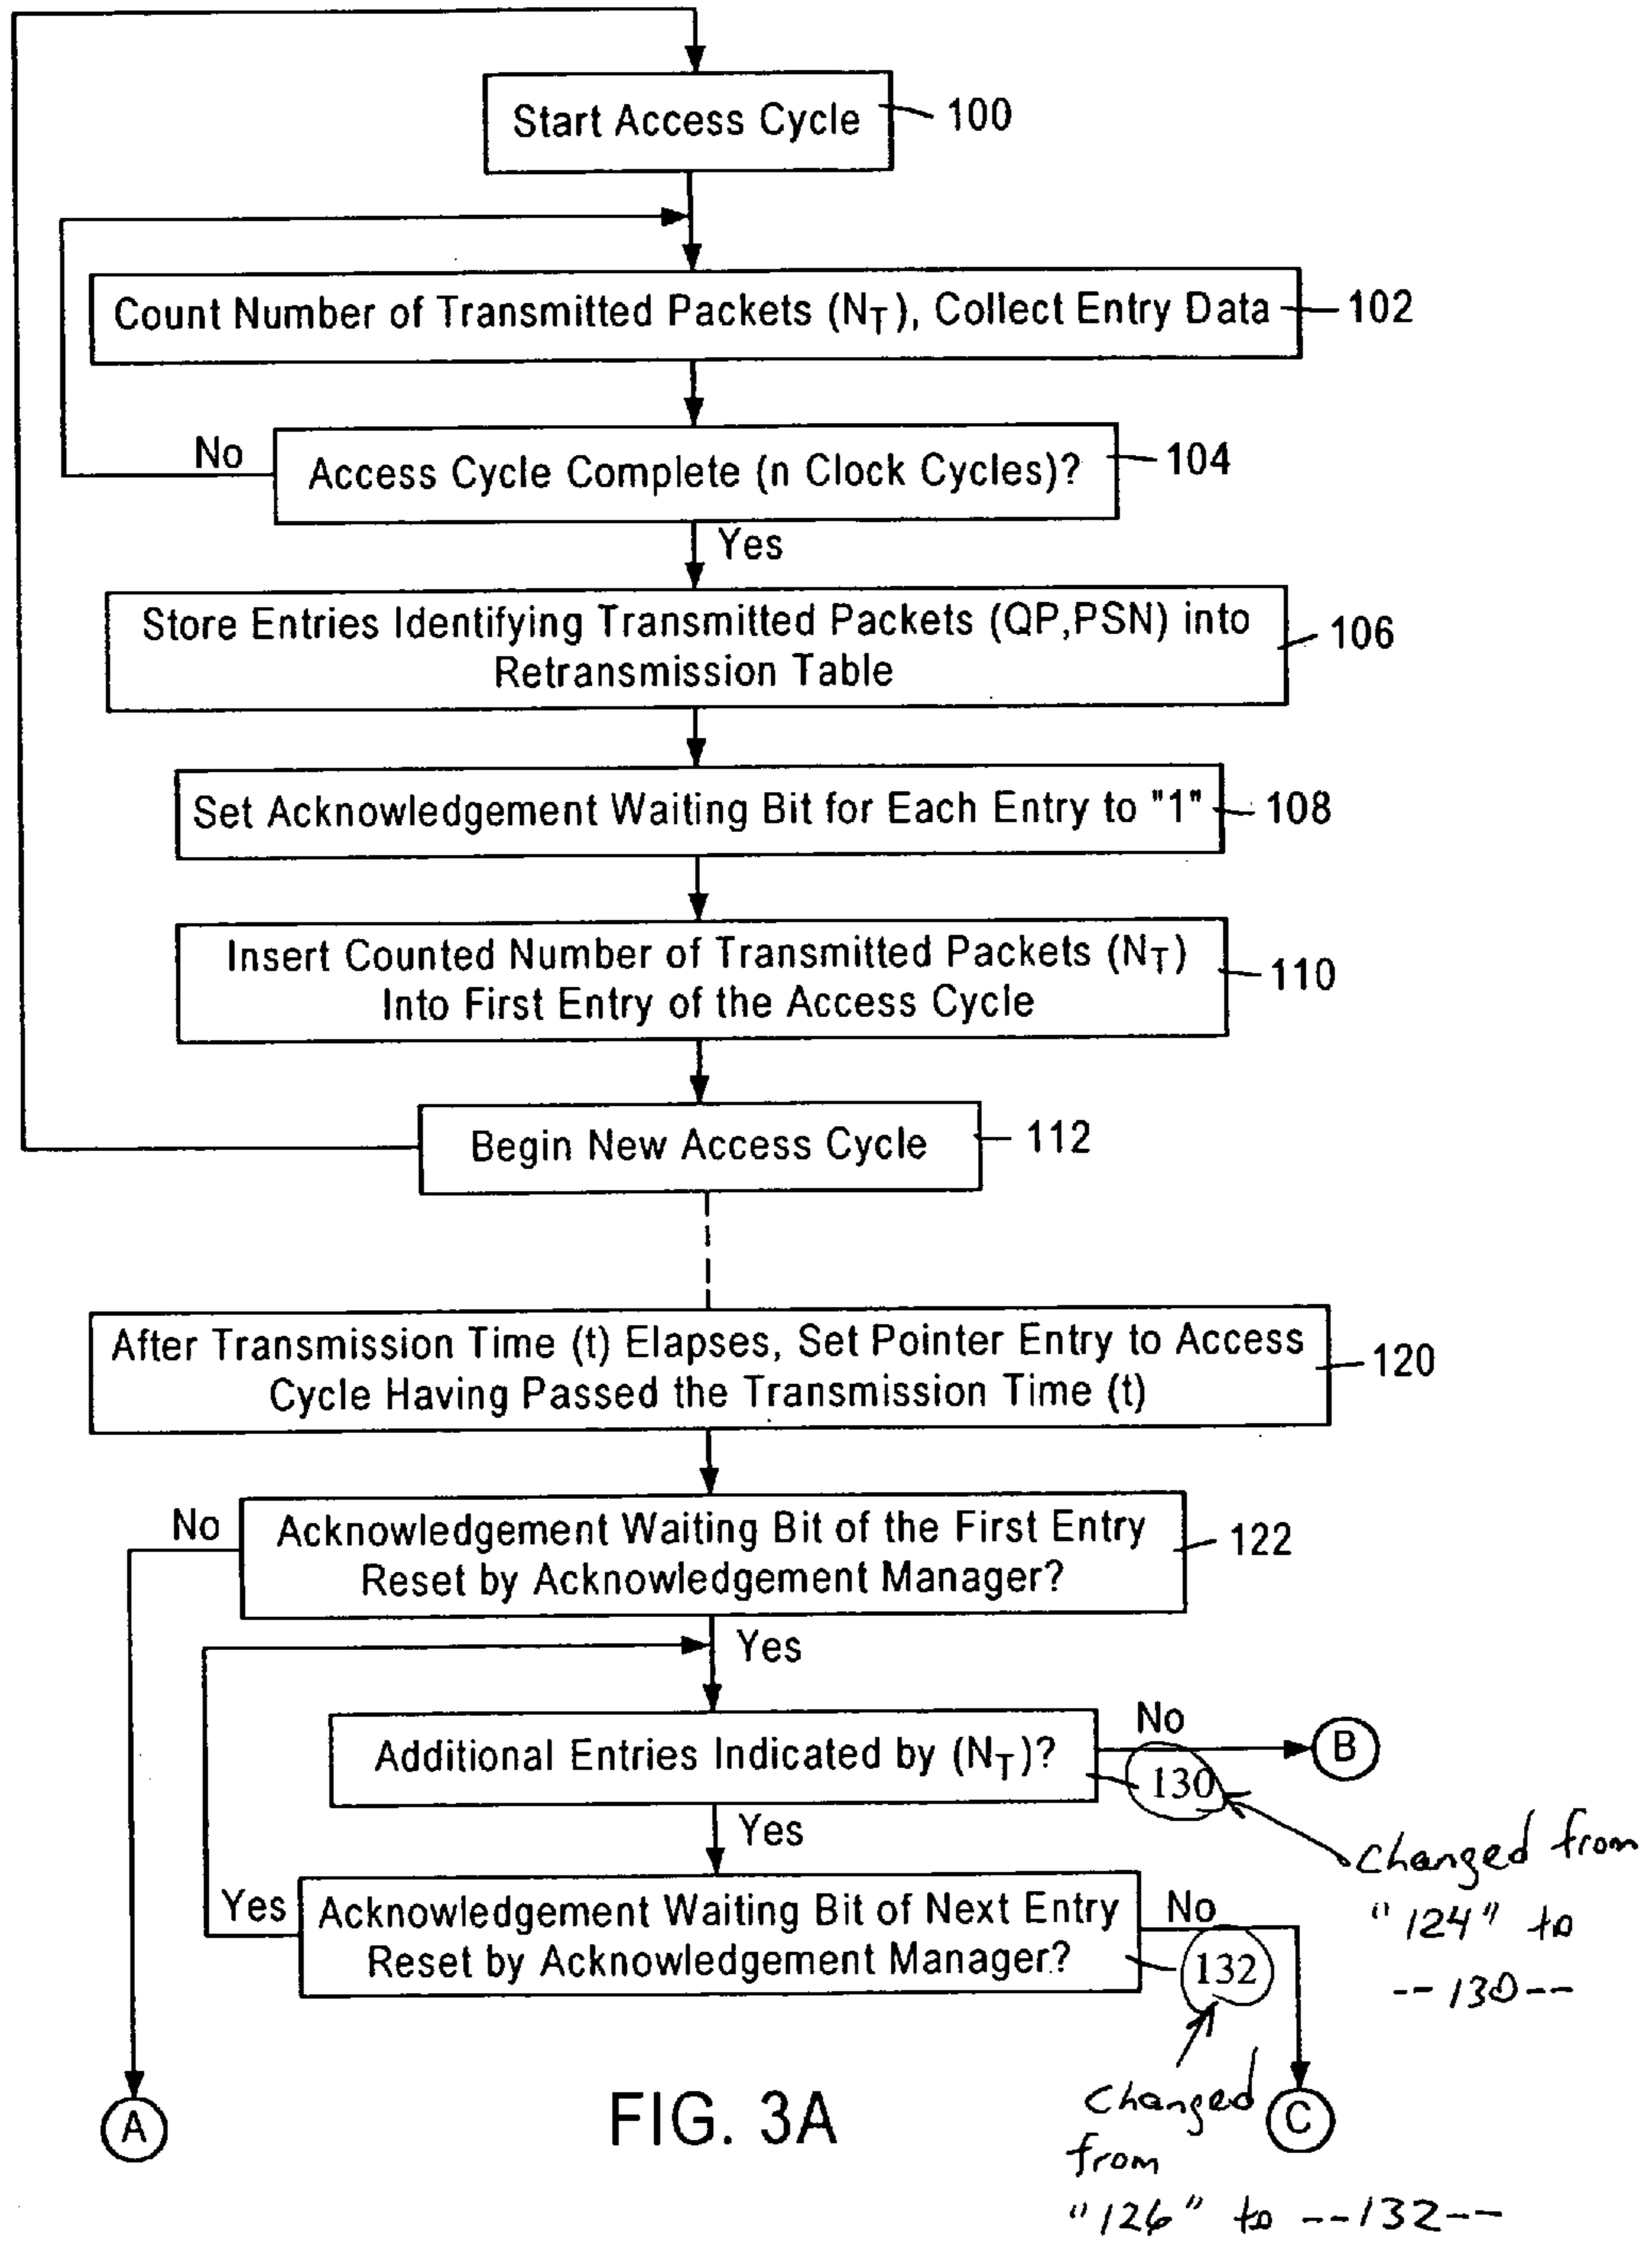 Start Access Cycle
100
Count Number of Transmitted Packets (NT), Collect Entry Data
102
No
Access Cycle Complete (n Clock Cycles)?
104
Yes
Store Entries Identifying Transmitted Packets (QP,PSN) into
Retransmission Table
106
Set Acknowledgement Waiting Bit for Each Entry to "1"
108
Insert Counted Number of Transmitted Packets (NT)
Into First Entry of the Access Cycle
110
Begin New Access Cycle
112
After Transmission Time (t) Elapses, Set Pointer Entry to Access
Cycle Having Passed the Transmission Time (t)
120
No
Acknowledgement Waiting Bit of the First Entry
Reset by Acknowledgement Manager?
122
Yes
Additional Entries Indicated by (NT)?
No
B
130
changed from
"124" to
--130--
Yes
Yes
Acknowledgement Waiting Bit of Next Entry
Reset by Acknowledgement Manager?
No
132
A
FIG. 3A
changed
from
"126" to --132--
C